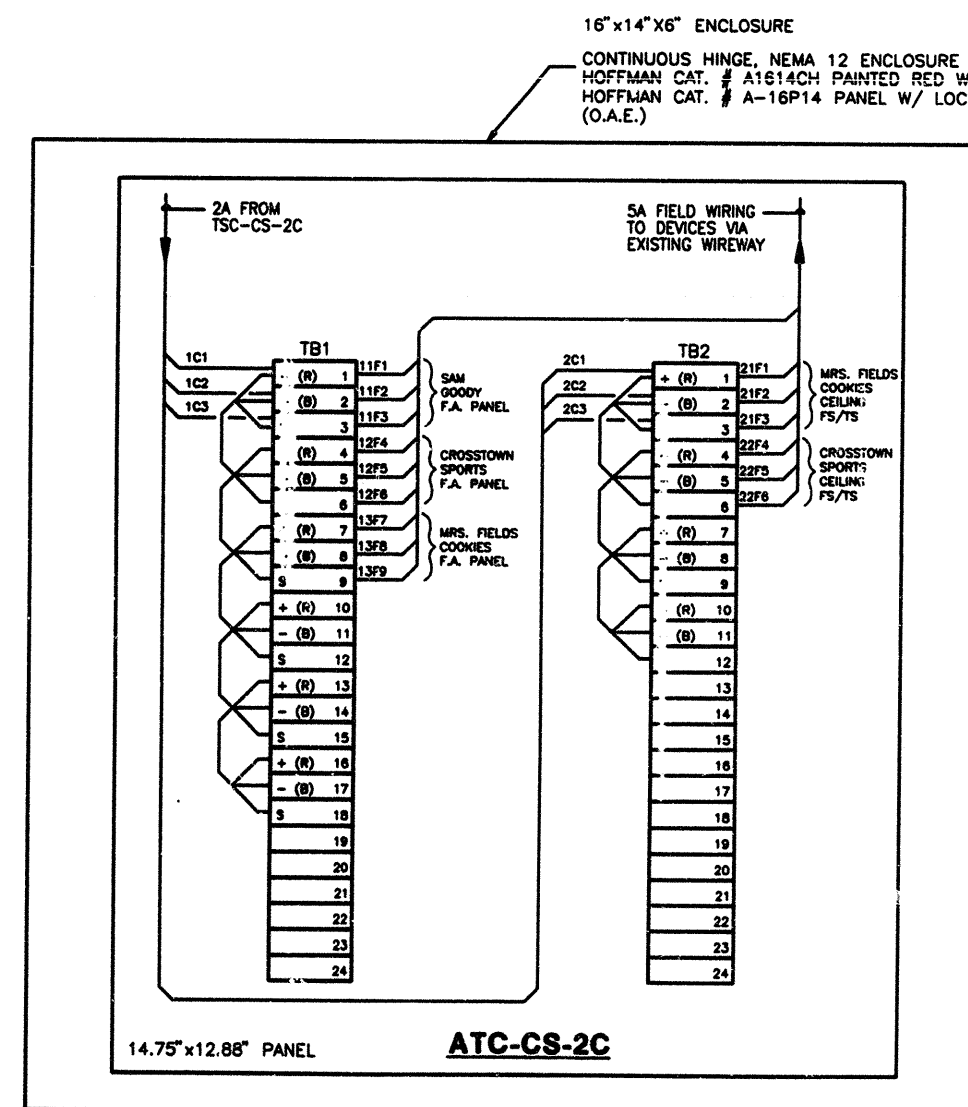 16"x14"X6" ENCLOSURE
CONTINUOUS HINGE, NEMA 12 ENCLOSURE
HOFFMAN CAT. # A1614CH PAINTED RED W
HOFFMAN CAT. # A-16P14 PANEL W/ LOC
(O.A.E.)
2A FROM
TSC-CS-2C
5A FIELD WIRING
TO DEVICES VIA
EXISTING WIREWAY
TB1
1C1
1C2
1C3
(R) 1
(B) 2
3
(R) 4
(B) 5
6
(R) 7
(B) 8
S 9
+ (R) 10
- (B) 11
S 12
+ (R) 13
- (B) 14
S 15
+ (R) 16
- (B) 17
S 18
19
20
21
22
23
24
11F1
11F2
11F3
12F4
12F5
12F6
13F7
13F8
13F9
SAM
GOODY
F.A. PANEL
CROSSTOWN
SPORTS
F.A. PANEL
MRS. FIELDS
COOKIES
F.A. PANEL
TB2
2C1
2C2
2C3
+ (R) 1
- (B) 2
3
(R) 4
(B) 5
6
(R) 7
(B) 8
9
(R) 10
(B) 11
12
13
14
15
16
17
18
19
20
21
22
23
24
21F1
21F2
21F3
22F4
22F5
22F6
MRS. FIELDS
COOKIES
CEILING
FS/TS
CROSSTOWN
SPORTS
CEILING
FS/TS
14.75"x12.88" PANEL
ATC-CS-2C